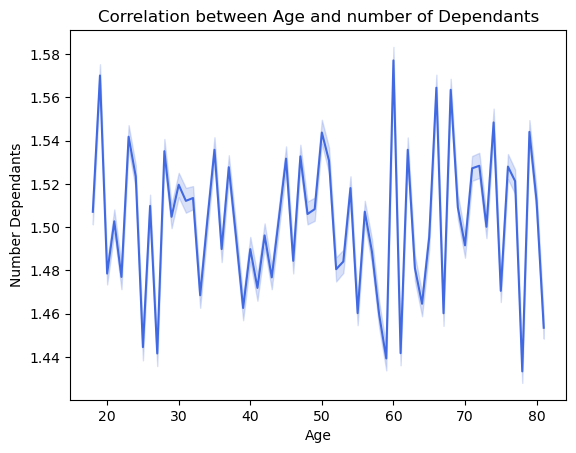 Correlation between Age and number of Dependants
Number Dependants
1.58
1.56
1.54
1.52
1.50
1.48
1.46
1.44
20 30 40 50 60 70 80
Age